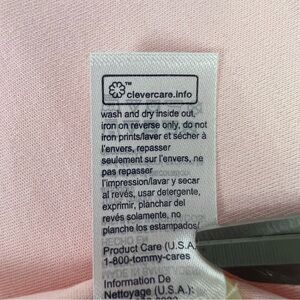 ™
clevercare.info
wash and dry inside out,
iron on reverse only, do not
iron prints/laver et sécher à
l'envers, repasser
seulement sur l'envers, ne
pas repasser
l'impression/lavar y secar
al revés, usar detergente,
exprimir, planchar del
revés solamente, no
planche los estampados/
Product Care (U.S.A
1-800-tommy-cares
Information De
Nettoyage (U.S.A.):